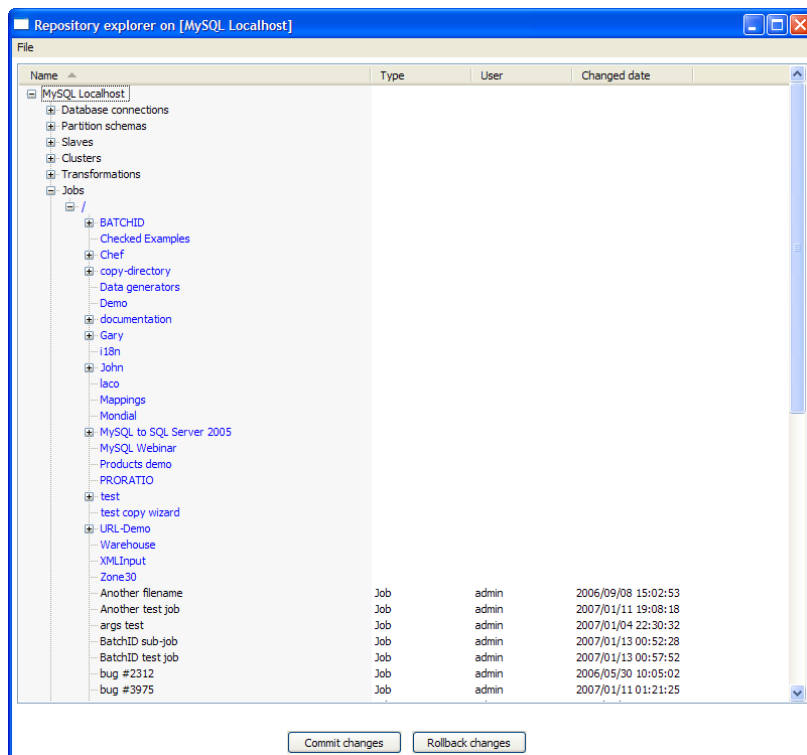 Repository explorer on [MySQL Localhost]
File
Name Type User Changed date
MySQL Localhost
Database connections
Partition schemas
Slaves
Clusters
Transformations
Jobs
/
BATCHID
Checked Examples
Chef
copy-directory
Data generators
Demo
documentation
Gary
i18n
John
laco
Mappings
Mondial
MySQL to SQL Server 2005
MySQL Webinar
Products demo
PRORATIO
test
test copy wizard
URL-Demo
Warehouse
XMLInput
Zone30
Another filename Job admin 2006/09/08 15:02:53
Another test job Job admin 2007/01/11 19:08:18
args test Job admin 2007/01/04 22:30:32
BatchID sub-job Job admin 2007/01/13 00:52:28
BatchID test job Job admin 2007/01/13 00:57:52
bug #2312 Job admin 2006/05/30 10:05:02
bug #3975 Job admin 2007/01/11 01:21:25
Commit changes Rollback changes